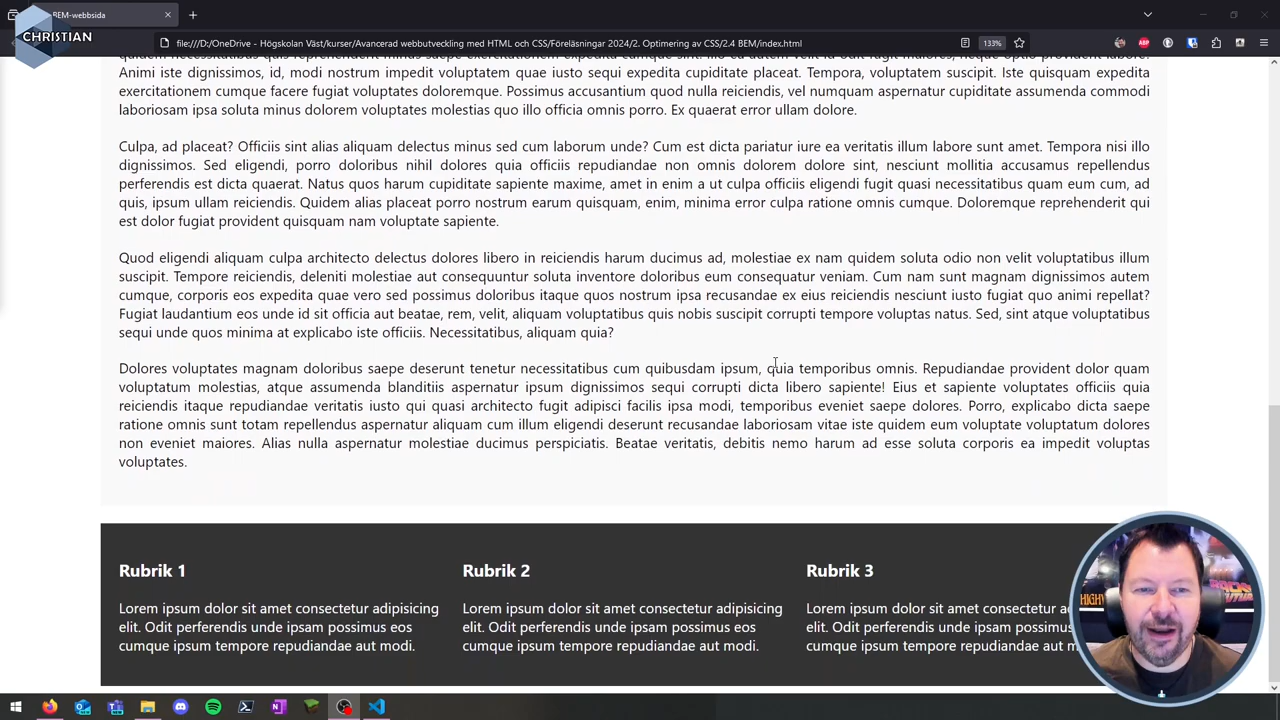 BEM-webbsida
CHRISTIAN
file:///D:/OneDrive - Högskolan Väst/kurser/Avancerad webbutveckling med HTML och CSS/Föreläsningar 2024/2. Optimering av CSS/2.4 BEM/index.html
133%
Animi iste dignissimos, id, modi nostrum impedit voluptatem quae iusto sequi expedita cupiditate placeat. Tempora, voluptatem suscipit. Iste quisquam expedita
exercitationem cumque facere fugiat voluptates doloremque. Possimus accusantium quod nulla reiciendis, vel numquam aspernatur cupiditate assumenda commodi
laboriosam ipsa soluta minus dolorem voluptates molestias quo illo officia omnis porro. Ex quaerat error ullam dolore.
Culpa, ad placeat? Officiis sint alias aliquam delectus minus sed cum laborum unde? Cum est dicta pariatur iure ea veritatis illum labore sunt amet. Tempora nisi illo
dignissimos. Sed eligendi, porro doloribus nihil dolores quia officiis repudiandae non omnis dolorem dolore sint, nesciunt mollitia accusamus repellendus
perferendis est dicta quaerat. Natus quos harum cupiditate sapiente maxime, amet in enim a ut culpa officiis eligendi fugit quasi necessitatibus quam eum cum, ad
quis, ipsum ullam reiciendis. Quidem alias placeat porro nostrum earum quisquam, enim, minima error culpa ratione omnis cumque. Doloremque reprehenderit qui
est dolor fugiat provident quisquam nam voluptate sapiente.
Quod eligendi aliquam culpa architecto delectus dolores libero in reiciendis harum ducimus ad, molestiae ex nam quidem soluta odio non velit voluptatibus illum
suscipit. Tempore reiciendis, deleniti molestiae aut consequuntur soluta inventore doloribus eum consequatur veniam. Cum nam sunt magnam dignissimos autem
cumque, corporis eos expedita quae vero sed possimus doloribus itaque quos nostrum ipsa recusandae ex eius reiciendis nesciunt iusto fugiat quo animi repellat?
Fugiat laudantium eos unde id sit officia aut beatae, rem, velit, aliquam voluptatibus quis nobis suscipit corrupti tempore voluptas natus. Sed, sint atque voluptatibus
sequi unde quos minima at explicabo iste officiis. Necessitatibus, aliquam quia?
Dolores voluptates magnam doloribus saepe deserunt tenetur necessitatibus cum quibusdam ipsum, quia temporibus omnis. Repudiandae provident dolor quam
voluptatum molestias, atque assumenda blanditiis aspernatur ipsum dignissimos sequi corrupti dicta libero sapiente! Eius et sapiente voluptates officiis quia
reiciendis itaque repudiandae veritatis iusto qui quasi architecto fugit adipisci facilis ipsa modi, temporibus eveniet saepe dolores. Porro, explicabo dicta saepe
ratione omnis sunt totam repellendus aspernatur aliquam cum illum eligendi deserunt recusandae laboriosam vitae iste quidem eum voluptate voluptatum dolores
non eveniet maiores. Alias nulla aspernatur molestiae ducimus perspiciatis. Beatae veritatis, debitis nemo harum ad esse soluta corporis ea impedit voluptas
voluptates.
Rubrik 1
Lorem ipsum dolor sit amet consectetur adipisicing
elit. Odit perferendis unde ipsam possimus eos
cumque ipsum tempore repudiandae aut modi.
Rubrik 2
Lorem ipsum dolor sit amet consectetur adipisicing
elit. Odit perferendis unde ipsam possimus eos
cumque ipsum tempore repudiandae aut modi.
Rubrik 3
Lorem ipsum dolor sit amet consectetur
elit. Odit perferendis unde ipsam possimus
cumque ipsum tempore repudiandae aut